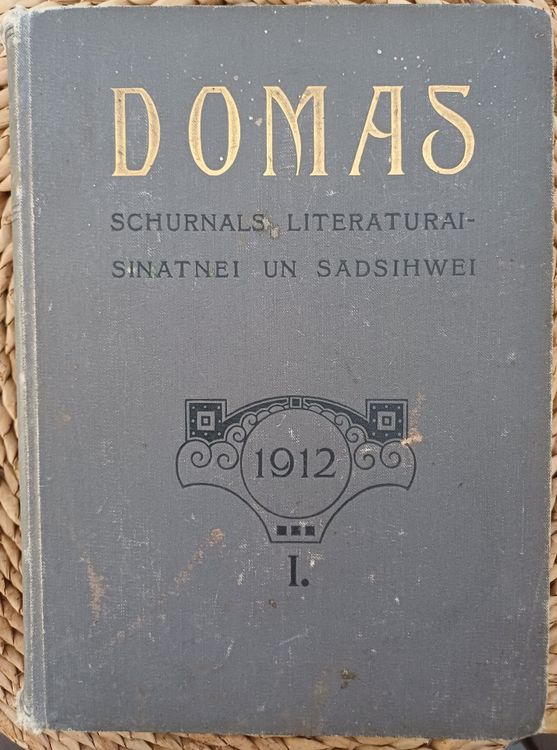 DOMAS
SCHURNALS LITERATURAI-
SINATNEI UN SADSIHWEI
1912
I.